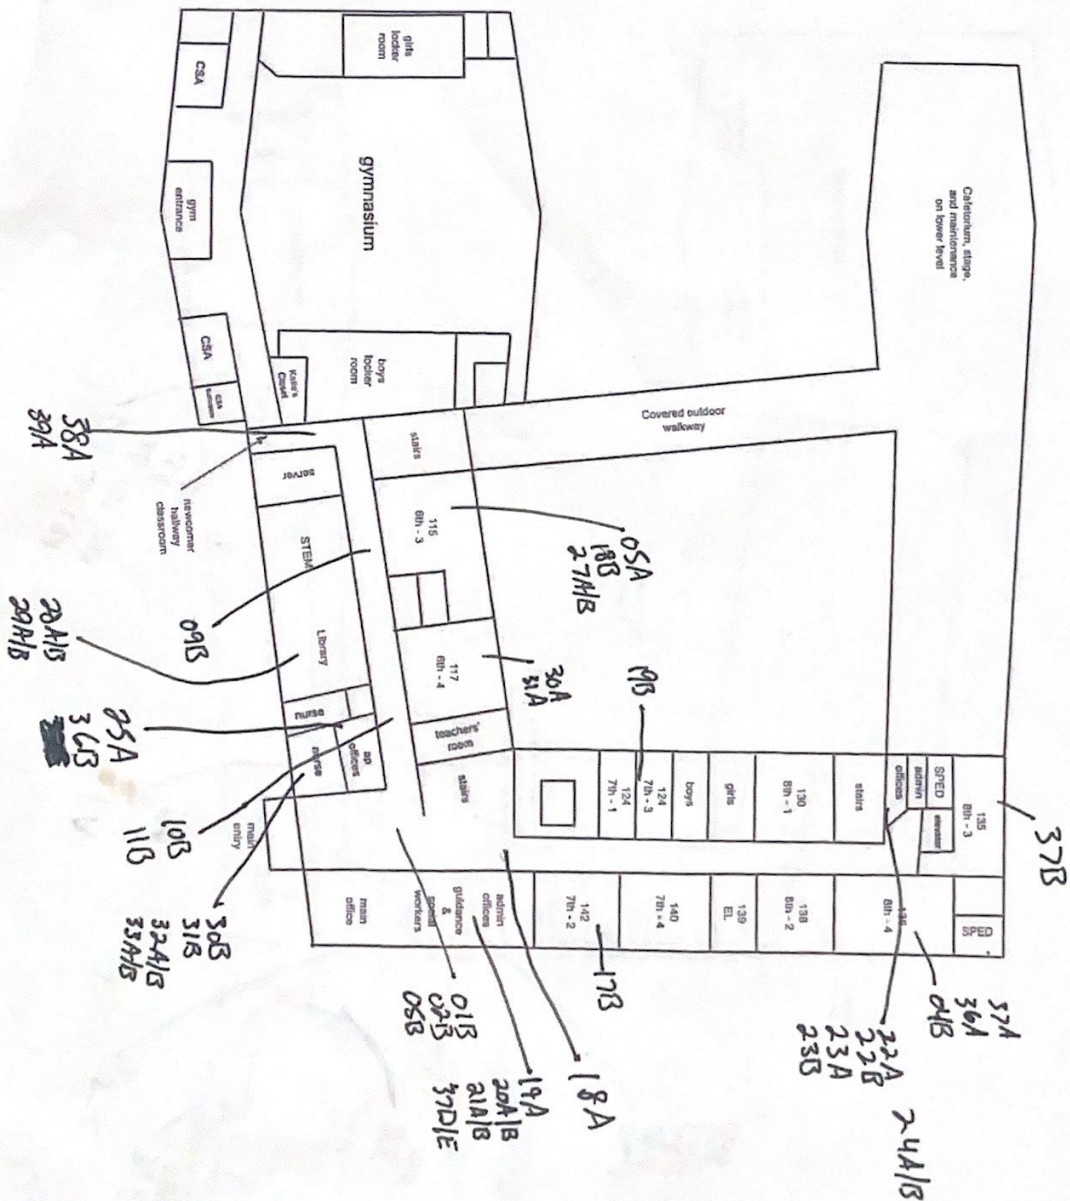 girls
locker
room
CSA
gymnasium
gym
entrance
Cafetorium, stage,
and maintenance
on lower level
CSA
boys
locker
room
Katie's
Closet
Covered outdoor
walkway
stairs
server
newcomer
hallway
classroom
38A
39A
115
6th - 3
05A
18B
27A/B
STEM
09B
Library
28A/B
29A/B
117
6th - 4
30A
31A
19B
teachers'
room
nurse
ap
offices
nurse
25A
36B
10B
11B
main
entry
30B
31B
32A/B
33A/B
stairs
124
7th - 1
124
7th - 3
boys
girls
130
8th - 1
stairs
offices
admin
SPED
elevator
135
8th - 3
37B
main
office
admin
offices
guidance
&
social
workers
142
7th - 2
140
7th - 4
139
EL
138
8th - 2
8th - 4
SPED
17B
01B
02B
05B
18A
19A
20A/B
21A/B
37D/E
37A
36A
04B
22A
22B
23A
23B
24A/B